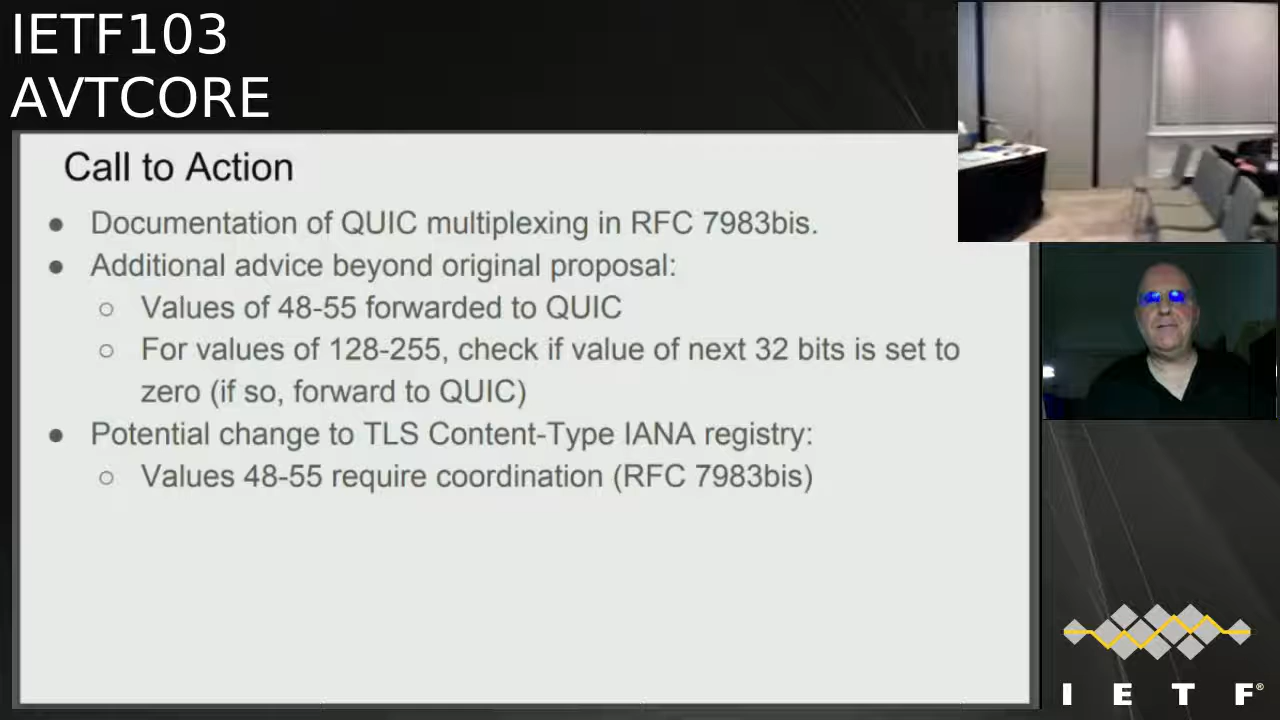 IETF103
AVTCORE
Call to Action
● Documentation of QUIC multiplexing in RFC 7983bis.
● Additional advice beyond original proposal:
○ Values of 48-55 forwarded to QUIC
○ For values of 128-255, check if value of next 32 bits is set to
zero (if so, forward to QUIC)
● Potential change to TLS Content-Type IANA registry:
○ Values 48-55 require coordination (RFC 7983bis)
I E T F®